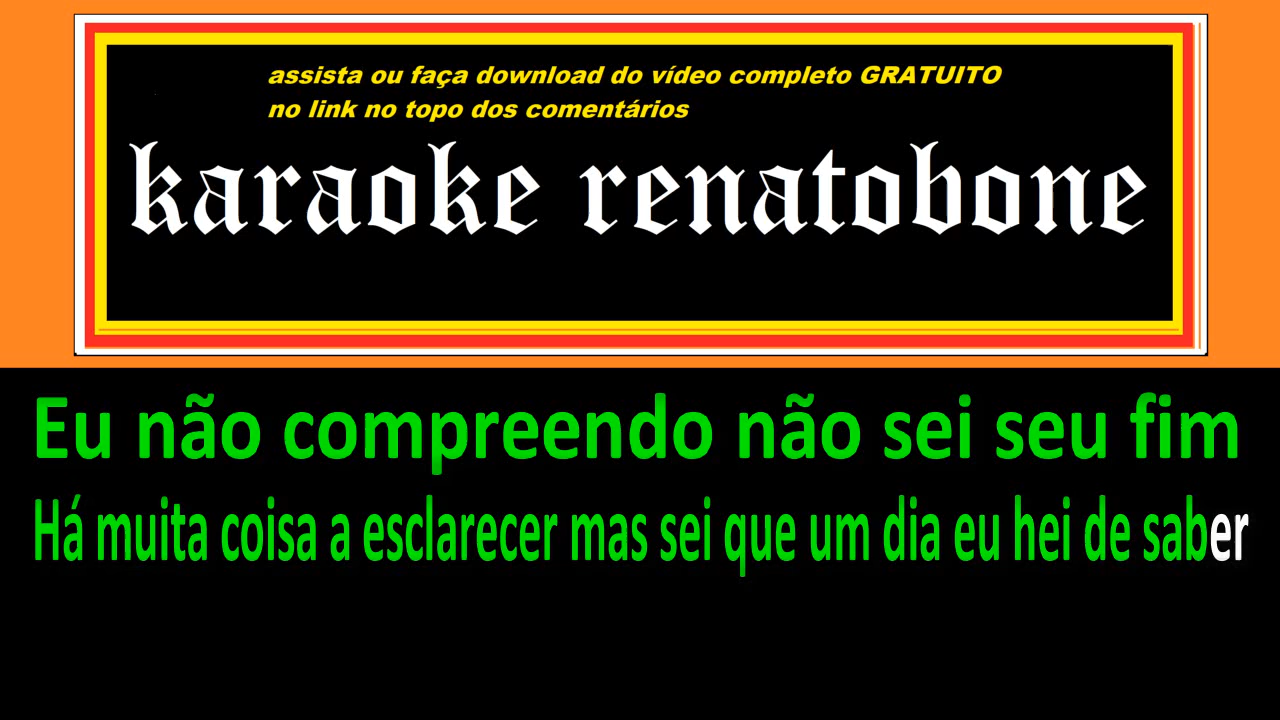 assista ou faça download do vídeo completo GRATUITO
no link no topo dos comentários
karaoke renatobone
Eu não compreendo não sei seu fim
Há muita coisa a esclarecer mas sei que um dia eu hei de saber